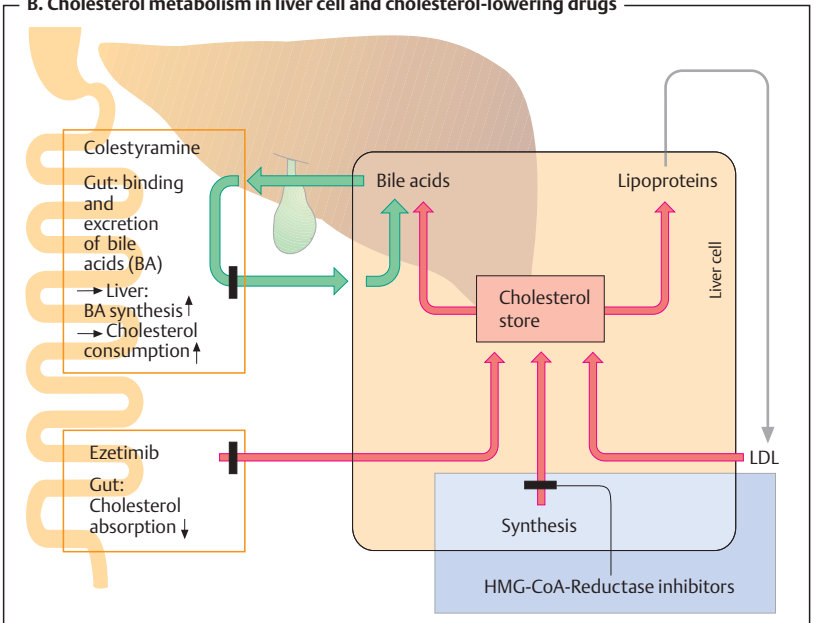 B. Cholesterol metabolism in liver cell and cholesterol-lowering drugs
Colestyramine
Gut: binding
and
excretion
of bile
acids (BA)
→ Liver:
BA synthesis ↑
→ Cholesterol
consumption ↑
Bile acids
Lipoproteins
Liver cell
Cholesterol
store
Ezetimib
Gut:
Cholesterol
absorption ↓
LDL
Synthesis
HMG-CoA-Reductase inhibitors